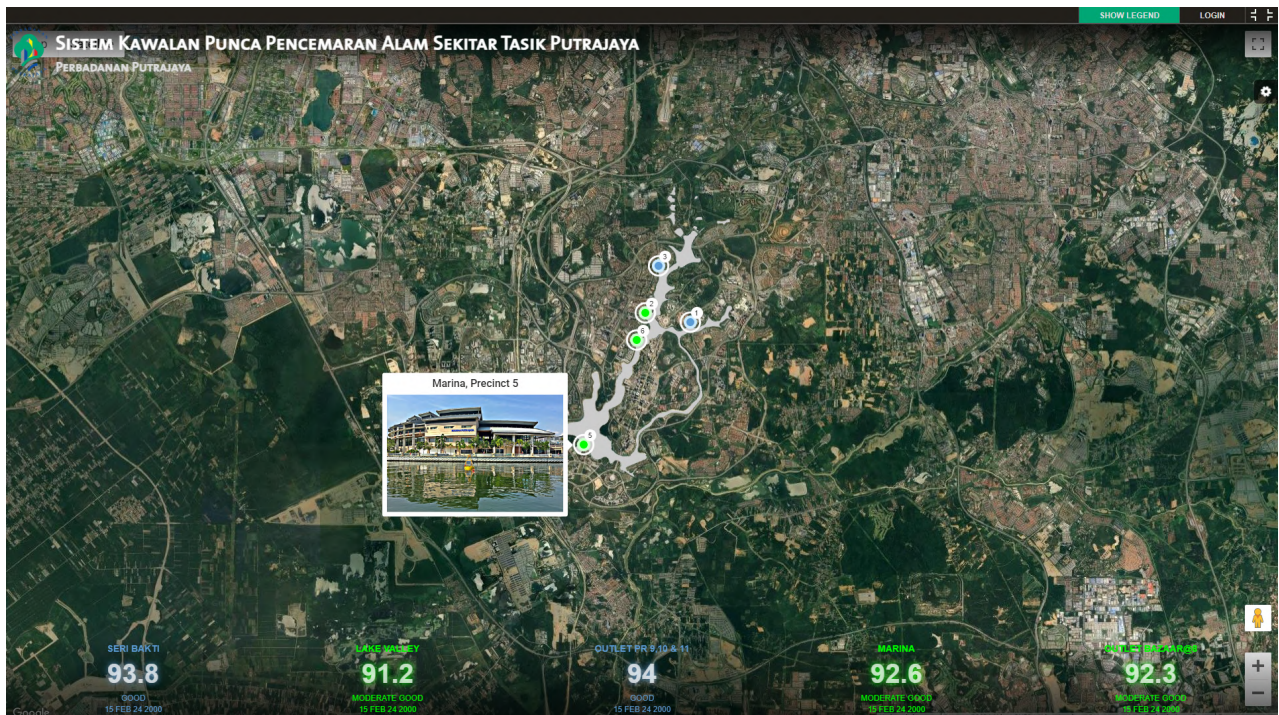 SHOW LEGEND
LOGIN
SISTEM KAWALAN PUNCA PENCEMARAN ALAM SEKITAR TASIK PUTRAJAYA
PERBADANAN PUTRAJAYA
3
2
1
6
Marina, Precinct 5
5
SERI BAKTI
93.8
GOOD
15 FEB 24 2000
LAKE VALLEY
91.2
MODERATE GOOD
15 FEB 24 2000
OUTLET PR 9,10 & 11
94
GOOD
15 FEB 24 2000
MARINA
92.6
MODERATE GOOD
15 FEB 24 2000
92.3
MODERATE GOOD
15 FEB 24 2000
Google